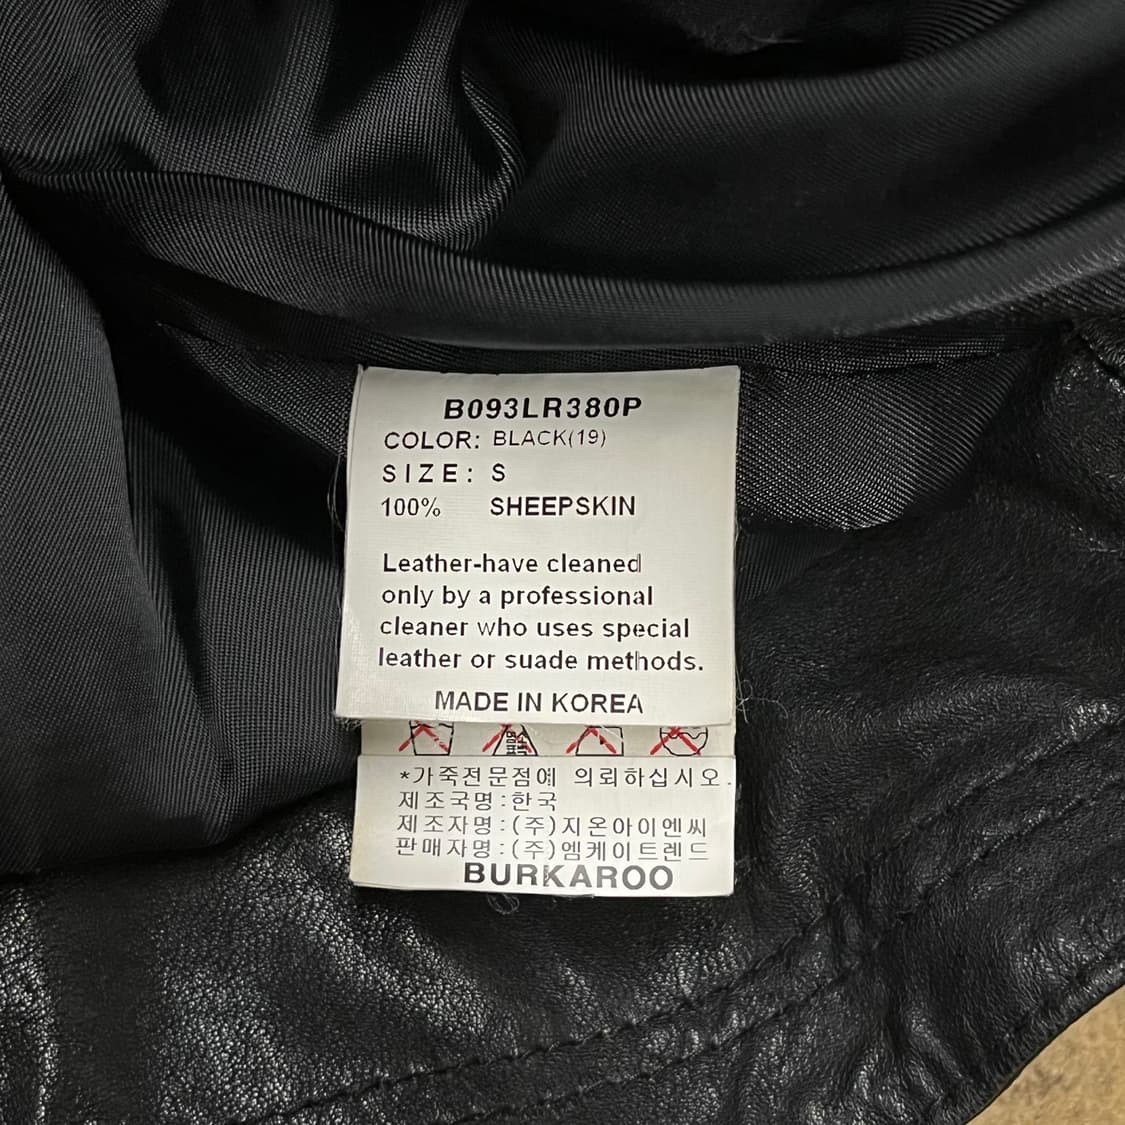 B093LR380P
COLOR: BLACK(19)
SIZE: S
100% SHEEPSKIN
Leather-have cleaned
only by a professional
cleaner who uses special
leather or suade methods.
MADE IN KOREA
*가죽전문점에 의뢰하십시오.
제조국명:한국
제조자명:(주)지온아이엔씨
판매자명:(주)엠케이트렌드
BURKAROO